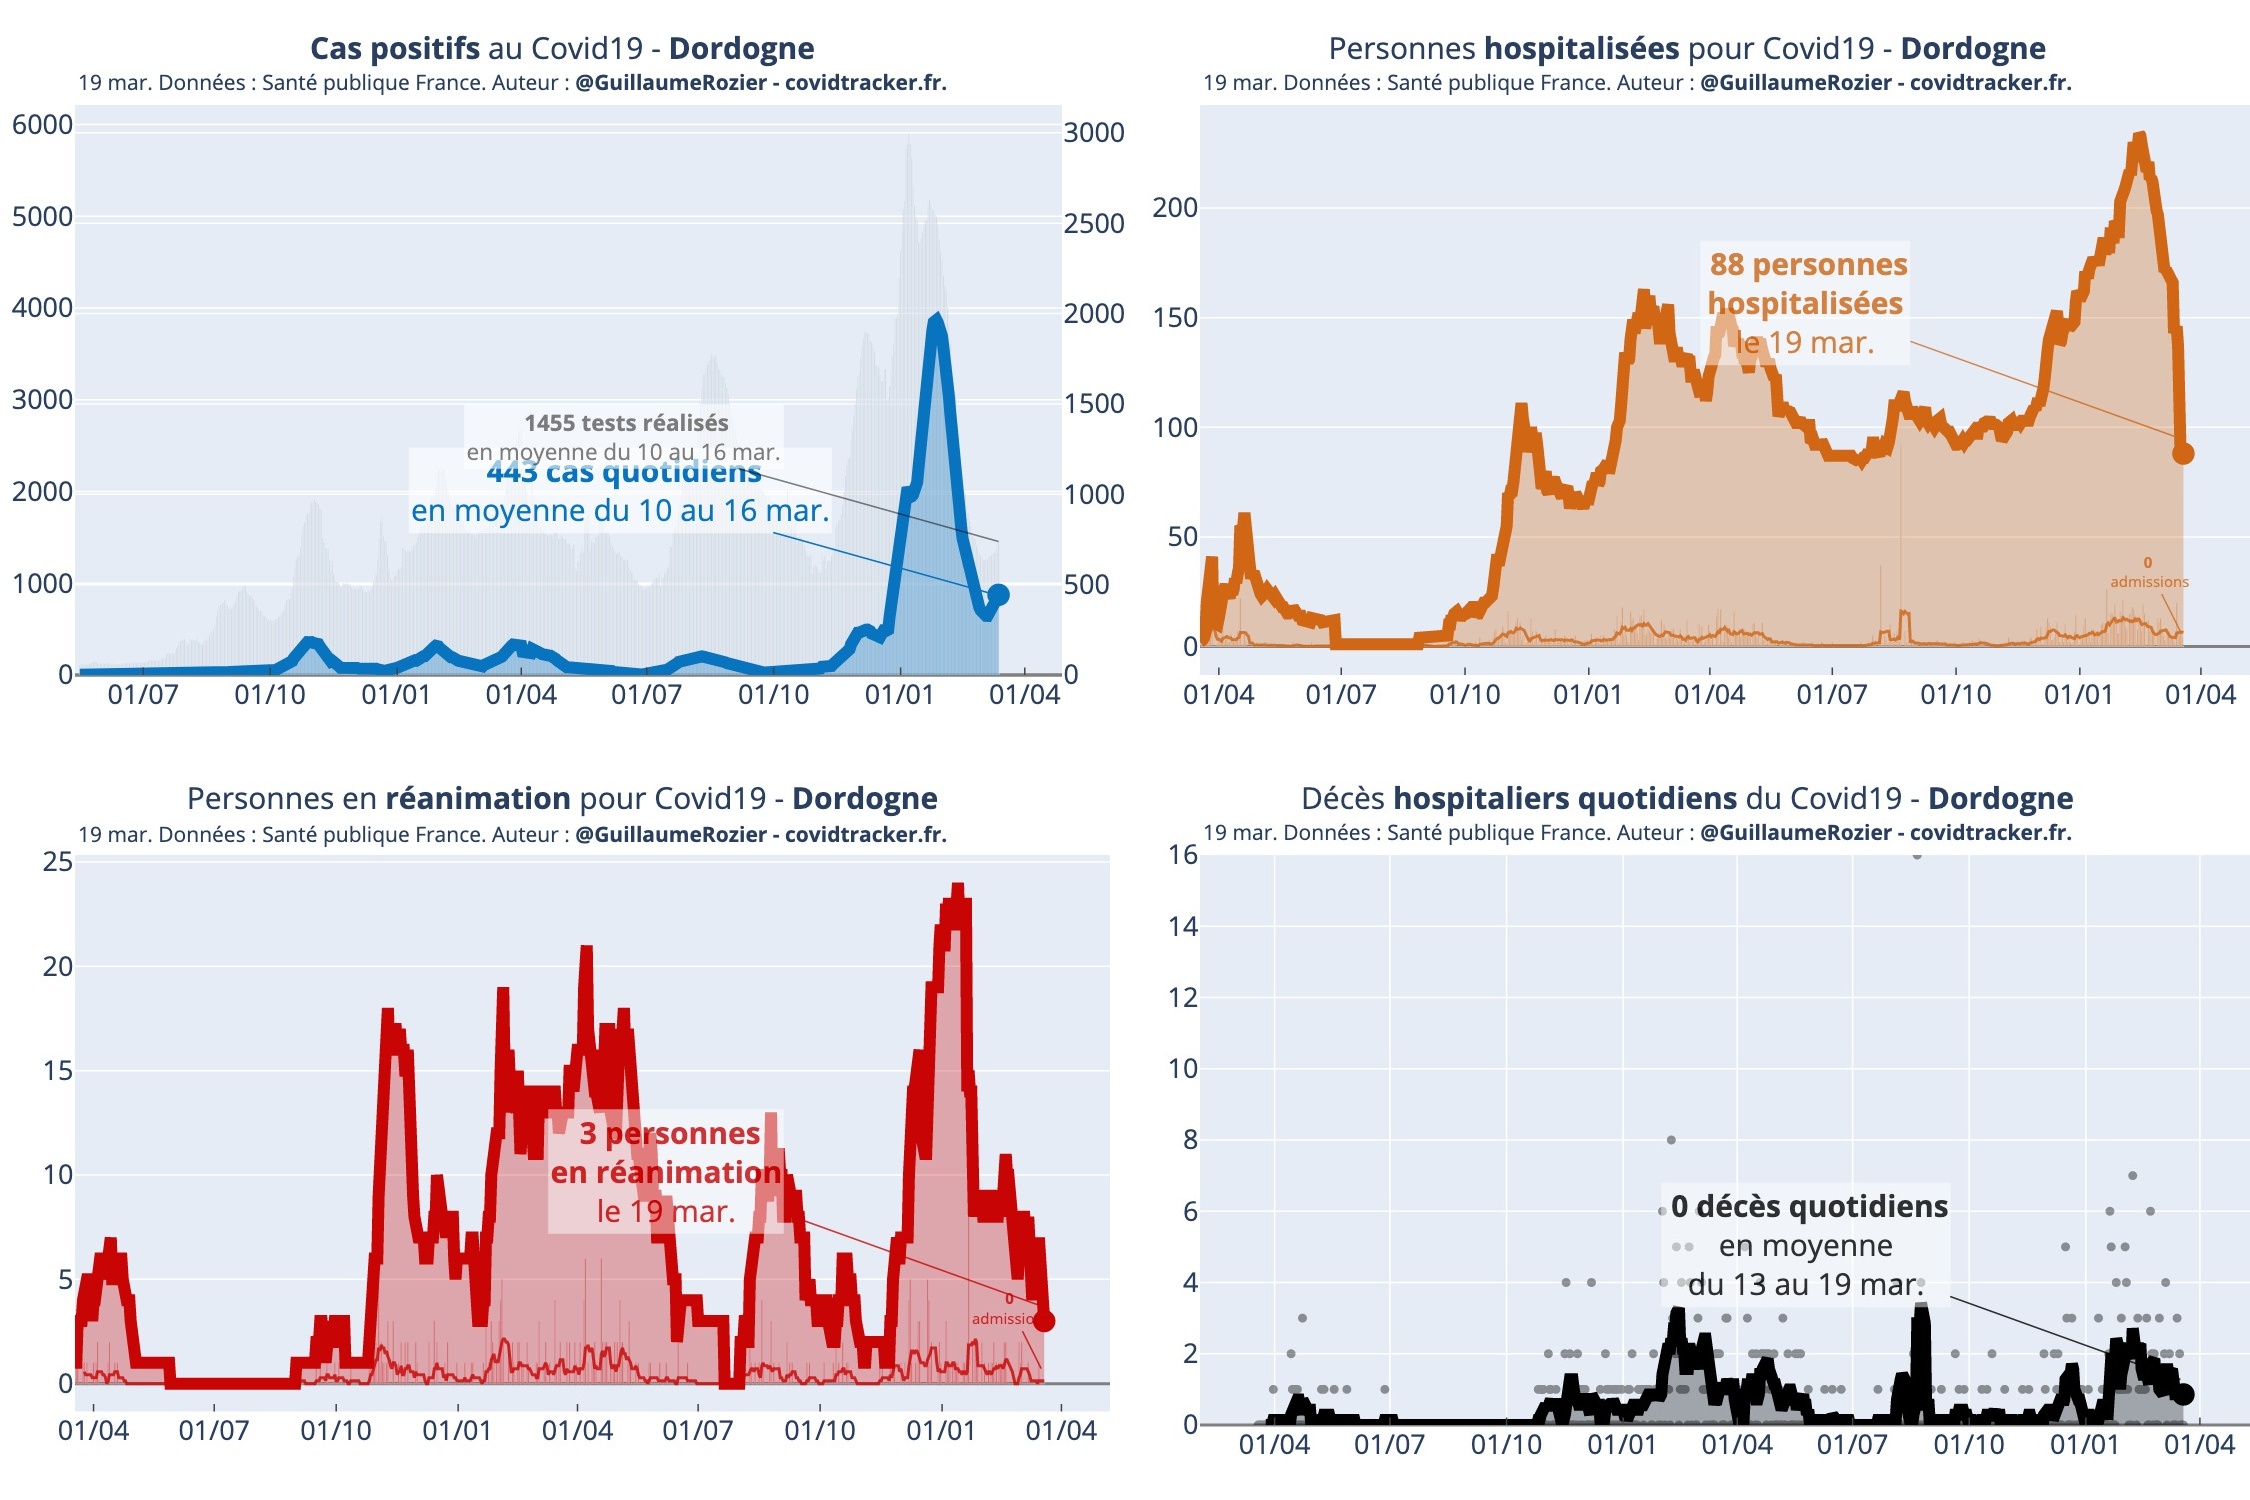 Cas positifs au Covid19 - Dordogne
19 mar. Données : Santé publique France. Auteur : @GuillaumeRozier - covidtracker.fr.
6000
5000
4000
3000
2000
1000
0
3000
2500
2000
1500
1000
500
0
1455 tests réalisés
en moyenne du 10 au 16 mar.
443 cas quotidiens
en moyenne du 10 au 16 mar.
01/07 01/10 01/01 01/04 01/07 01/10 01/01 01/04
Personnes hospitalisées pour Covid19 - Dordogne
19 mar. Données : Santé publique France. Auteur : @GuillaumeRozier - covidtracker.fr.
200
150
100
50
0
88 personnes
hospitalisées
le 19 mar.
0
admissions
01/04 01/07 01/10 01/01 01/04 01/07 01/10 01/01 01/04
Personnes en réanimation pour Covid19 - Dordogne
19 mar. Données : Santé publique France. Auteur : @GuillaumeRozier - covidtracker.fr.
25
20
15
10
5
0
3 personnes
en réanimation
le 19 mar.
0
admissio
01/04 01/07 01/10 01/01 01/04 01/07 01/10 01/01 01/04
Décès hospitaliers quotidiens du Covid19 - Dordogne
19 mar. Données : Santé publique France. Auteur : @GuillaumeRozier - covidtracker.fr.
16
14
12
10
8
6
4
2
0
0 décès quotidiens
en moyenne
du 13 au 19 mar.
01/04 01/07 01/10 01/01 01/04 01/07 01/10 01/01 01/04